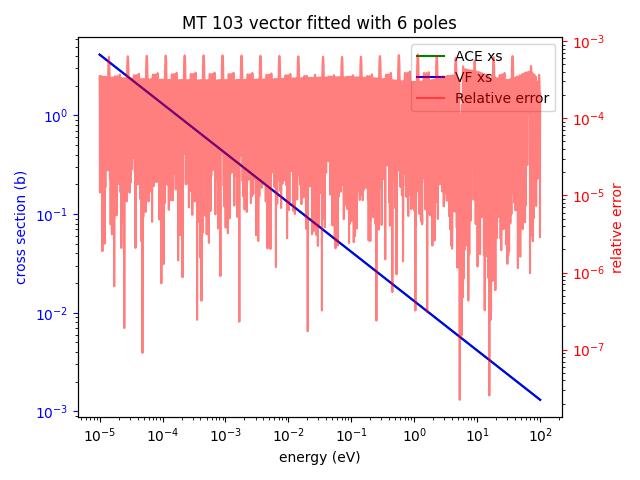 MT 103 vector fitted with 6 poles
ACE xs
VF xs
Relative error
cross section (b)
10⁰
10⁻¹
10⁻²
10⁻³
relative error
10⁻³
10⁻⁴
10⁻⁵
10⁻⁶
10⁻⁷
10⁻⁵ 10⁻⁴ 10⁻³ 10⁻² 10⁻¹ 10⁰ 10¹ 10²
energy (eV)